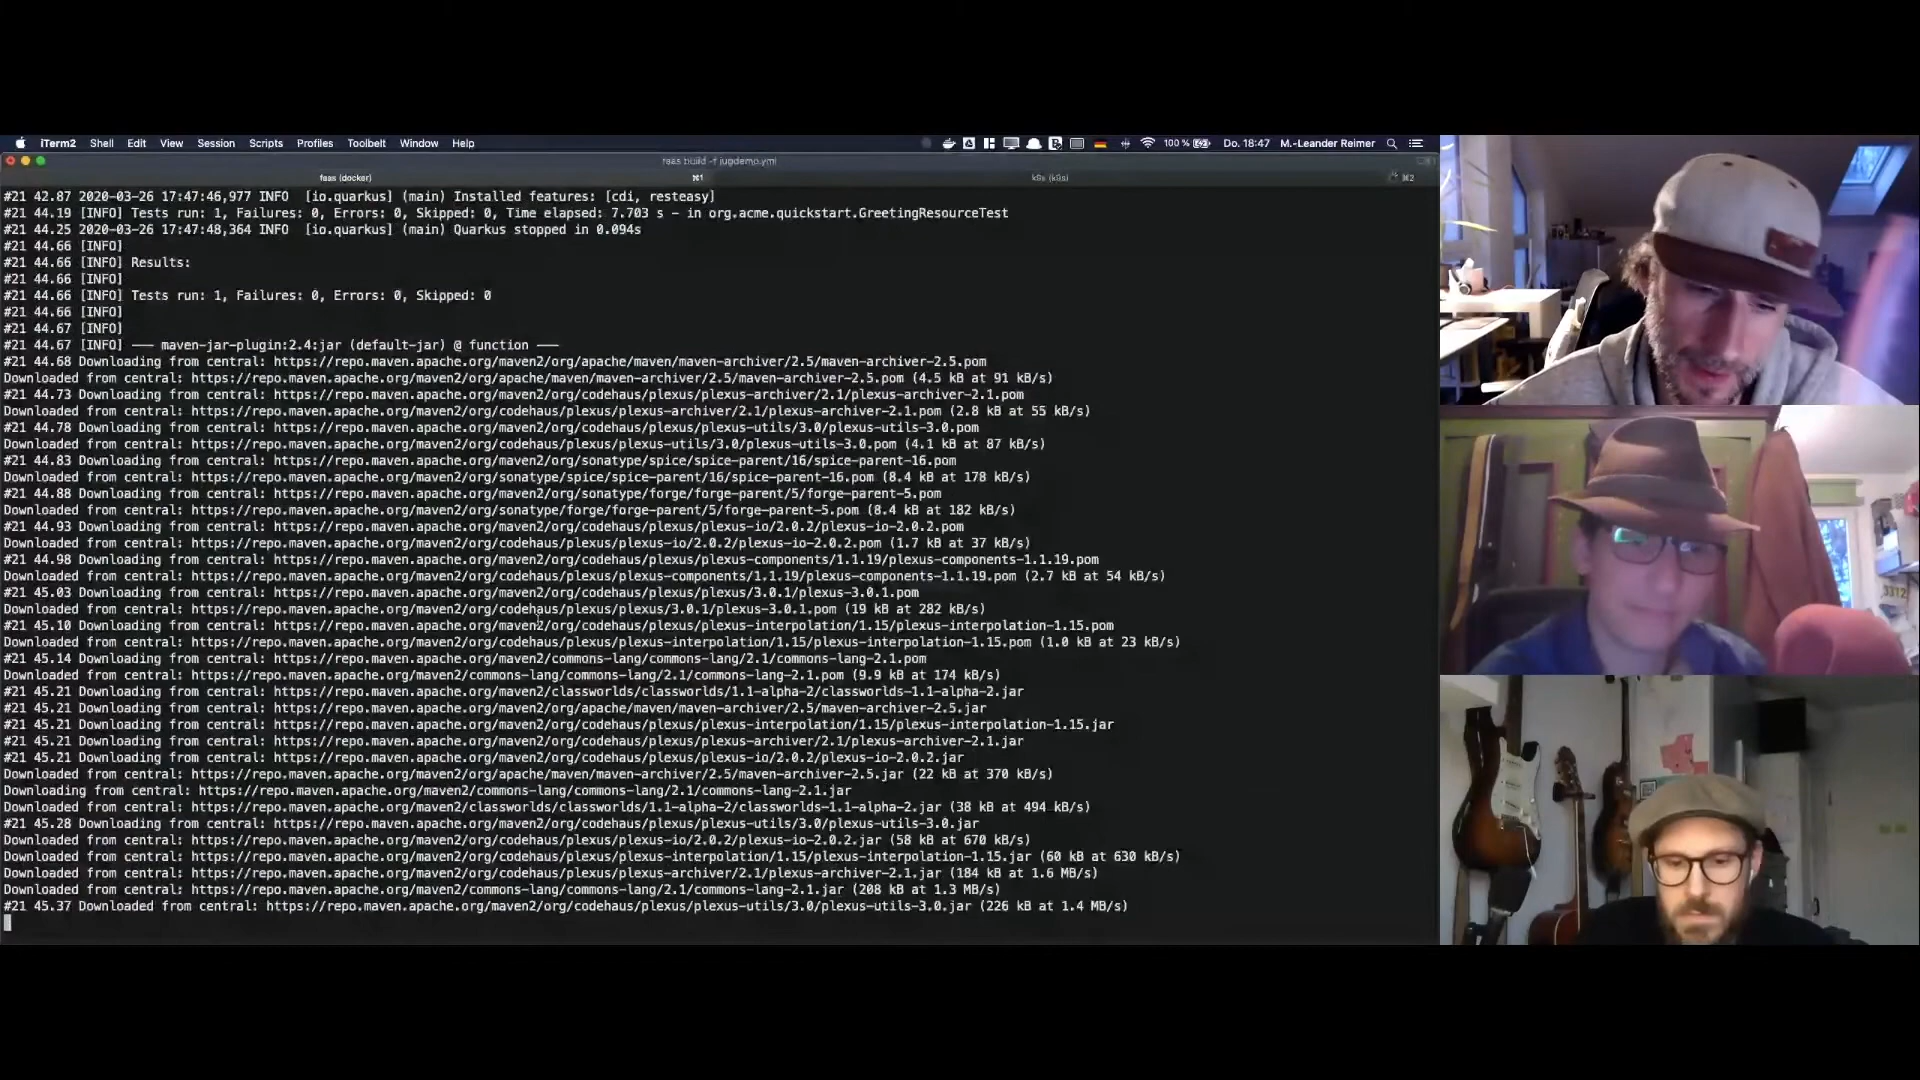 iTerm2 Shell Edit View Session Scripts Profiles Toolbelt Window Help 100 % Do. 18:47 M.-Leander Reimer
faas build -f jugdemo.yml
faas (docker) ⌘1 k9s (k9s) ⌘2
#21 42.87 2020-03-26 17:47:46,977 INFO [io.quarkus] (main) Installed features: [cdi, resteasy]
#21 44.19 [INFO] Tests run: 1, Failures: 0, Errors: 0, Skipped: 0, Time elapsed: 7.703 s - in org.acme.quickstart.GreetingResourceTest
#21 44.25 2020-03-26 17:47:48,364 INFO [io.quarkus] (main) Quarkus stopped in 0.094s
#21 44.66 [INFO]
#21 44.66 [INFO] Results:
#21 44.66 [INFO]
#21 44.66 [INFO] Tests run: 1, Failures: 0, Errors: 0, Skipped: 0
#21 44.66 [INFO]
#21 44.67 [INFO]
#21 44.67 [INFO] --- maven-jar-plugin:2.4:jar (default-jar) @ function ---
#21 44.68 Downloading from central: https://repo.maven.apache.org/maven2/org/apache/maven/maven-archiver/2.5/maven-archiver-2.5.pom
Downloaded from central: https://repo.maven.apache.org/maven2/org/apache/maven/maven-archiver/2.5/maven-archiver-2.5.pom (4.5 kB at 91 kB/s)
#21 44.73 Downloading from central: https://repo.maven.apache.org/maven2/org/codehaus/plexus/plexus-archiver/2.1/plexus-archiver-2.1.pom
Downloaded from central: https://repo.maven.apache.org/maven2/org/codehaus/plexus/plexus-archiver/2.1/plexus-archiver-2.1.pom (2.8 kB at 55 kB/s)
#21 44.78 Downloading from central: https://repo.maven.apache.org/maven2/org/codehaus/plexus/plexus-utils/3.0/plexus-utils-3.0.pom
Downloaded from central: https://repo.maven.apache.org/maven2/org/codehaus/plexus/plexus-utils/3.0/plexus-utils-3.0.pom (4.1 kB at 87 kB/s)
#21 44.83 Downloading from central: https://repo.maven.apache.org/maven2/org/sonatype/spice/spice-parent/16/spice-parent-16.pom
Downloaded from central: https://repo.maven.apache.org/maven2/org/sonatype/spice/spice-parent/16/spice-parent-16.pom (8.4 kB at 178 kB/s)
#21 44.88 Downloading from central: https://repo.maven.apache.org/maven2/org/sonatype/forge/forge-parent/5/forge-parent-5.pom
Downloaded from central: https://repo.maven.apache.org/maven2/org/sonatype/forge/forge-parent/5/forge-parent-5.pom (8.4 kB at 182 kB/s)
#21 44.93 Downloading from central: https://repo.maven.apache.org/maven2/org/codehaus/plexus/plexus-io/2.0.2/plexus-io-2.0.2.pom
Downloaded from central: https://repo.maven.apache.org/maven2/org/codehaus/plexus/plexus-io/2.0.2/plexus-io-2.0.2.pom (1.7 kB at 37 kB/s)
#21 44.98 Downloading from central: https://repo.maven.apache.org/maven2/org/codehaus/plexus/plexus-components/1.1.19/plexus-components-1.1.19.pom
Downloaded from central: https://repo.maven.apache.org/maven2/org/codehaus/plexus/plexus-components/1.1.19/plexus-components-1.1.19.pom (2.7 kB at 54 kB/s)
#21 45.03 Downloading from central: https://repo.maven.apache.org/maven2/org/codehaus/plexus/plexus/3.0.1/plexus-3.0.1.pom
Downloaded from central: https://repo.maven.apache.org/maven2/org/codehaus/plexus/plexus/3.0.1/plexus-3.0.1.pom (19 kB at 282 kB/s)
#21 45.10 Downloading from central: https://repo.maven.apache.org/maven2/org/codehaus/plexus/plexus-interpolation/1.15/plexus-interpolation-1.15.pom
Downloaded from central: https://repo.maven.apache.org/maven2/org/codehaus/plexus/plexus-interpolation/1.15/plexus-interpolation-1.15.pom (1.0 kB at 23 kB/s)
#21 45.14 Downloading from central: https://repo.maven.apache.org/maven2/commons-lang/commons-lang/2.1/commons-lang-2.1.pom
Downloaded from central: https://repo.maven.apache.org/maven2/commons-lang/commons-lang/2.1/commons-lang-2.1.pom (9.9 kB at 174 kB/s)
#21 45.21 Downloading from central: https://repo.maven.apache.org/maven2/classworlds/classworlds/1.1-alpha-2/classworlds-1.1-alpha-2.jar
#21 45.21 Downloading from central: https://repo.maven.apache.org/maven2/org/apache/maven/maven-archiver/2.5/maven-archiver-2.5.jar
#21 45.21 Downloading from central: https://repo.maven.apache.org/maven2/org/codehaus/plexus/plexus-interpolation/1.15/plexus-interpolation-1.15.jar
#21 45.21 Downloading from central: https://repo.maven.apache.org/maven2/org/codehaus/plexus/plexus-archiver/2.1/plexus-archiver-2.1.jar
#21 45.21 Downloading from central: https://repo.maven.apache.org/maven2/org/codehaus/plexus/plexus-io/2.0.2/plexus-io-2.0.2.jar
Downloaded from central: https://repo.maven.apache.org/maven2/org/apache/maven/maven-archiver/2.5/maven-archiver-2.5.jar (22 kB at 370 kB/s)
Downloading from central: https://repo.maven.apache.org/maven2/commons-lang/commons-lang/2.1/commons-lang-2.1.jar
Downloaded from central: https://repo.maven.apache.org/maven2/classworlds/classworlds/1.1-alpha-2/classworlds-1.1-alpha-2.jar (38 kB at 494 kB/s)
#21 45.28 Downloading from central: https://repo.maven.apache.org/maven2/org/codehaus/plexus/plexus-utils/3.0/plexus-utils-3.0.jar
Downloaded from central: https://repo.maven.apache.org/maven2/org/codehaus/plexus/plexus-io/2.0.2/plexus-io-2.0.2.jar (58 kB at 670 kB/s)
Downloaded from central: https://repo.maven.apache.org/maven2/org/codehaus/plexus/plexus-interpolation/1.15/plexus-interpolation-1.15.jar (60 kB at 630 kB/s)
Downloaded from central: https://repo.maven.apache.org/maven2/org/codehaus/plexus/plexus-archiver/2.1/plexus-archiver-2.1.jar (184 kB at 1.6 MB/s)
Downloaded from central: https://repo.maven.apache.org/maven2/commons-lang/commons-lang/2.1/commons-lang-2.1.jar (208 kB at 1.3 MB/s)
#21 45.37 Downloaded from central: https://repo.maven.apache.org/maven2/org/codehaus/plexus/plexus-utils/3.0/plexus-utils-3.0.jar (226 kB at 1.4 MB/s)
3312